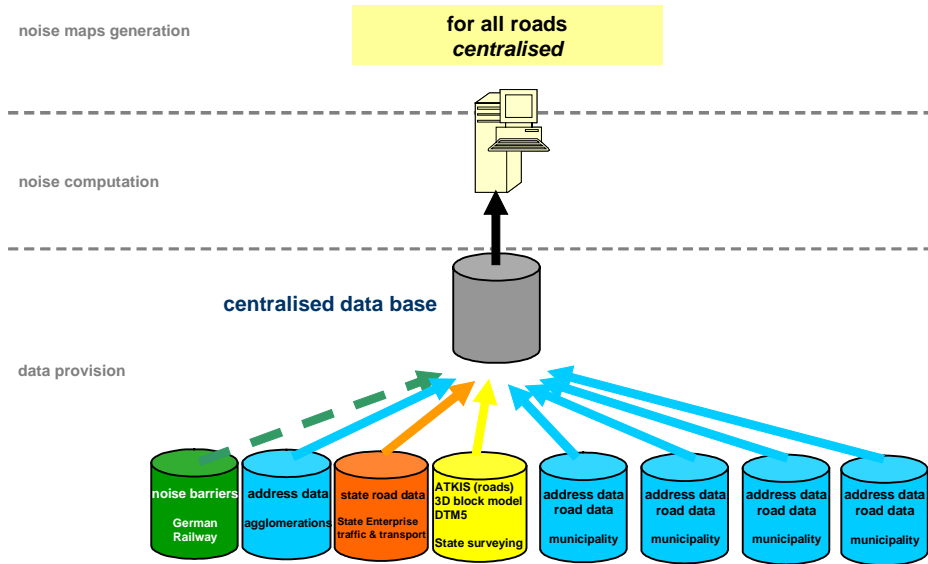 noise maps generation
for all roads
centralised
noise computation
centralised data base
data provision
noise barriers
German
Railway
address data
agglomerations
state road data
State Enterprise
traffic & transport
ATKIS (roads)
3D block model
DTM5
State surveying
address data
road data
municipality
address data
road data
municipality
address data
road data
municipality
address data
road data
municipality